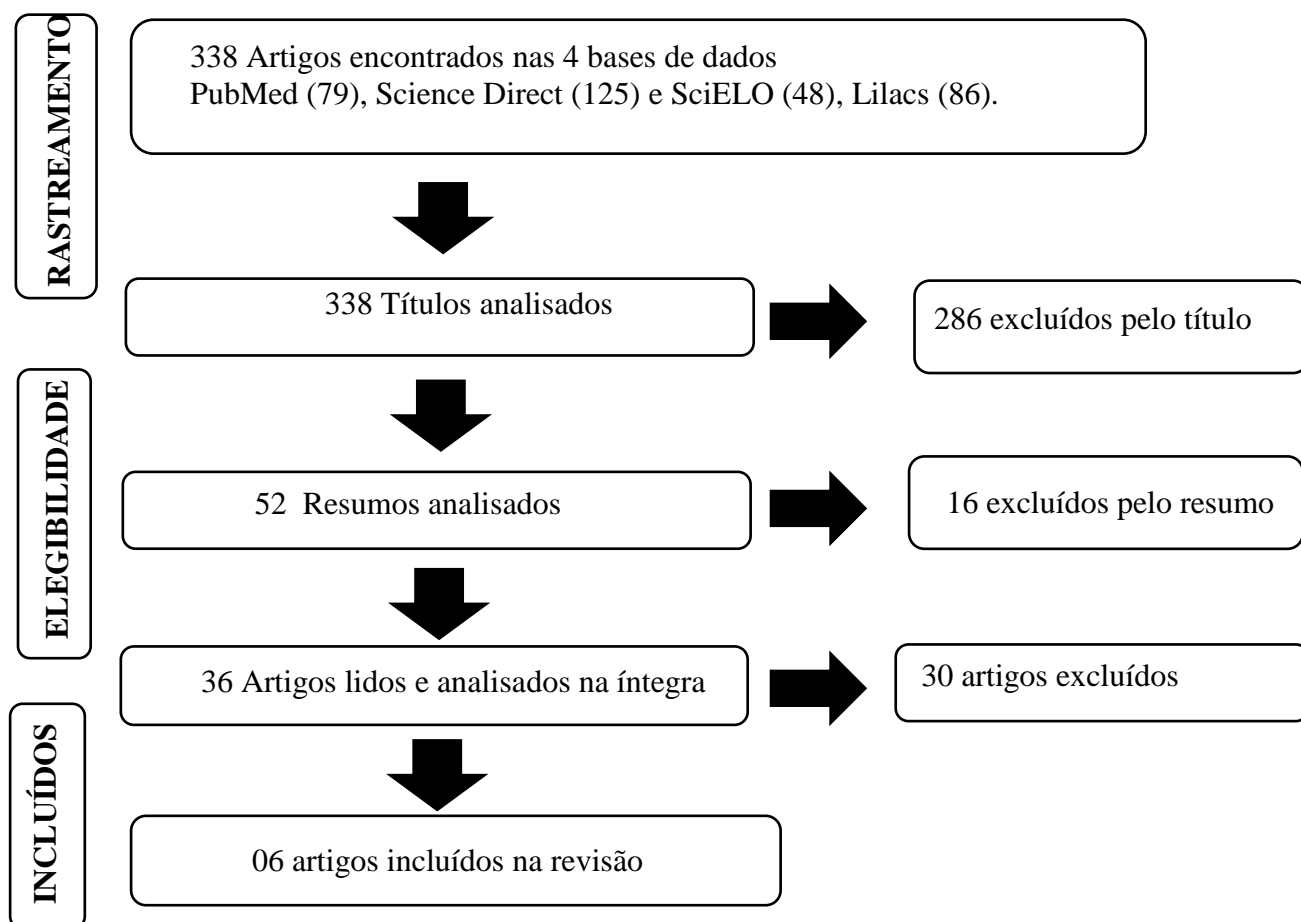 RASTREAMENTO
338 Artigos encontrados nas 4 bases de dados
PubMed (79), Science Direct (125) e SciELO (48), Lilacs (86).
338 Títulos analisados
286 excluídos pelo título
ELEGIBILIDADE
52 Resumos analisados
16 excluídos pelo resumo
36 Artigos lidos e analisados na íntegra
30 artigos excluídos
INCLUÍDOS
06 artigos incluídos na revisão